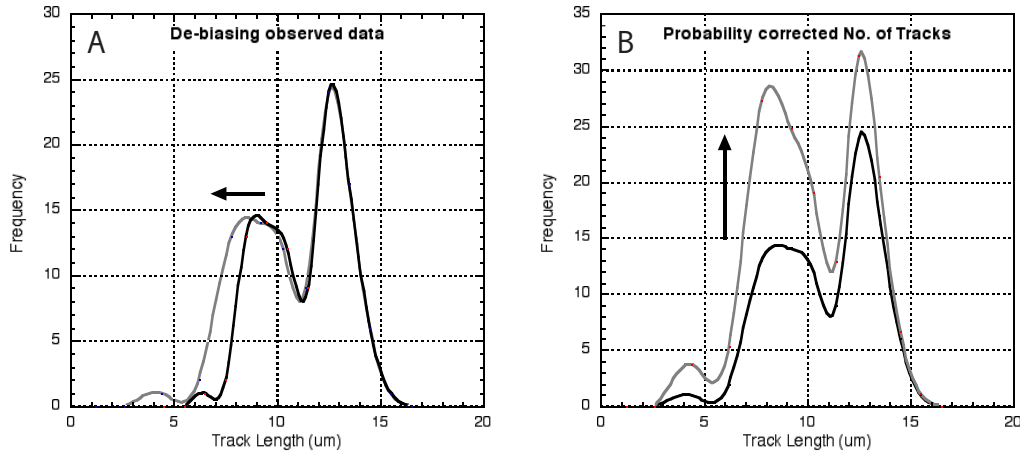 A
De-biasing observed data
30
25
20
15
10
5
0
Frequency
0 5 10 15 20
Track Length (um)
B
Probability corrected No. of Tracks
35
30
25
20
15
10
5
0
Frequency
0 5 10 15 20
Track Length (um)